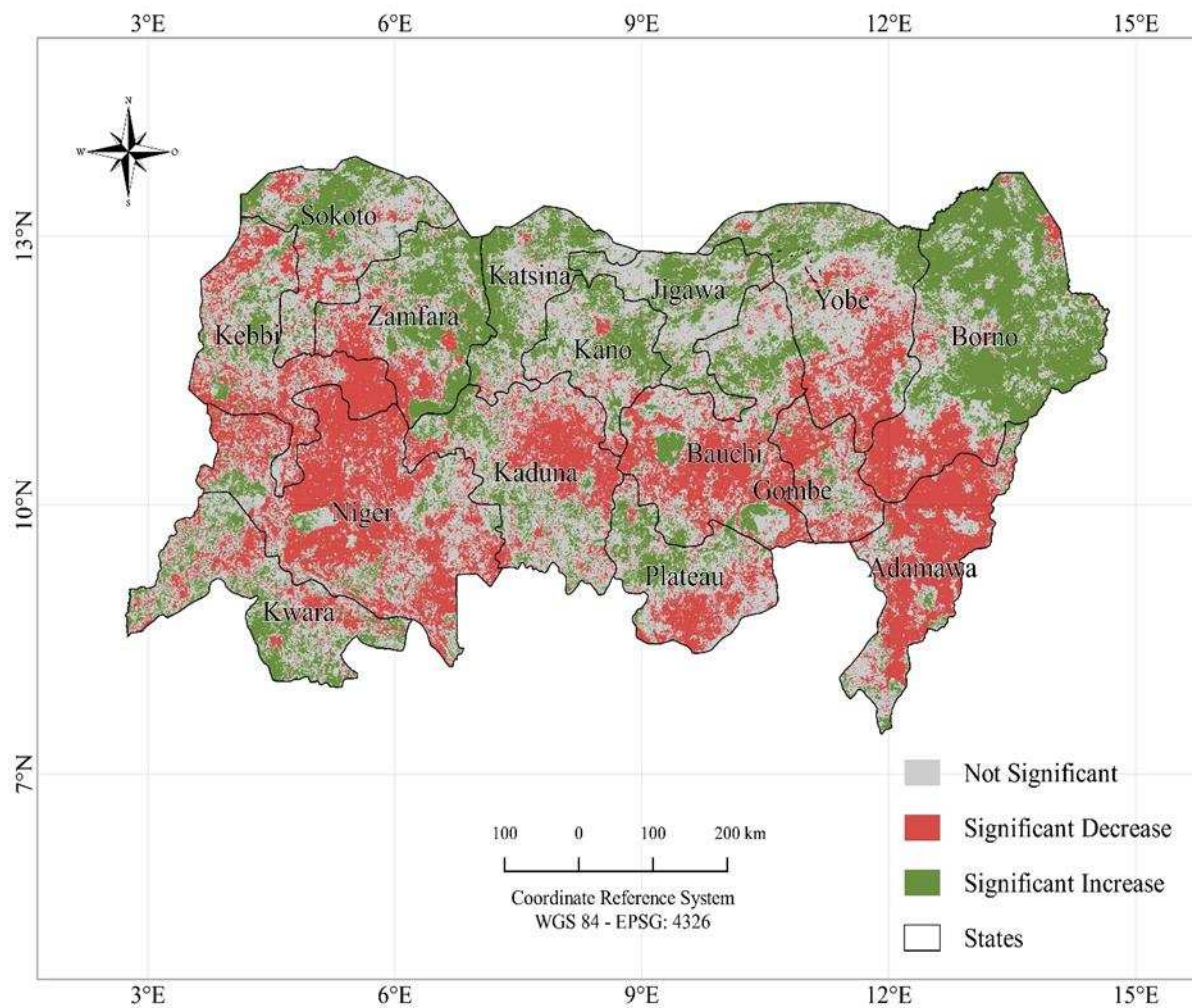 3°E 6°E 9°E 12°E 15°E
N
W O
S
13°N
10°N
7°N
Sokoto
Katsina
Jigawa
Yobe
Zamfara
Kebbi
Kano
Borno
Bauchi
Kaduna
Gombe
Niger
Plateau
Adamawa
Kwara
Not Significant
Significant Decrease
Significant Increase
States
100 0 100 200 km
Coordinate Reference System
WGS 84 - EPSG: 4326
3°E 6°E 9°E 12°E 15°E